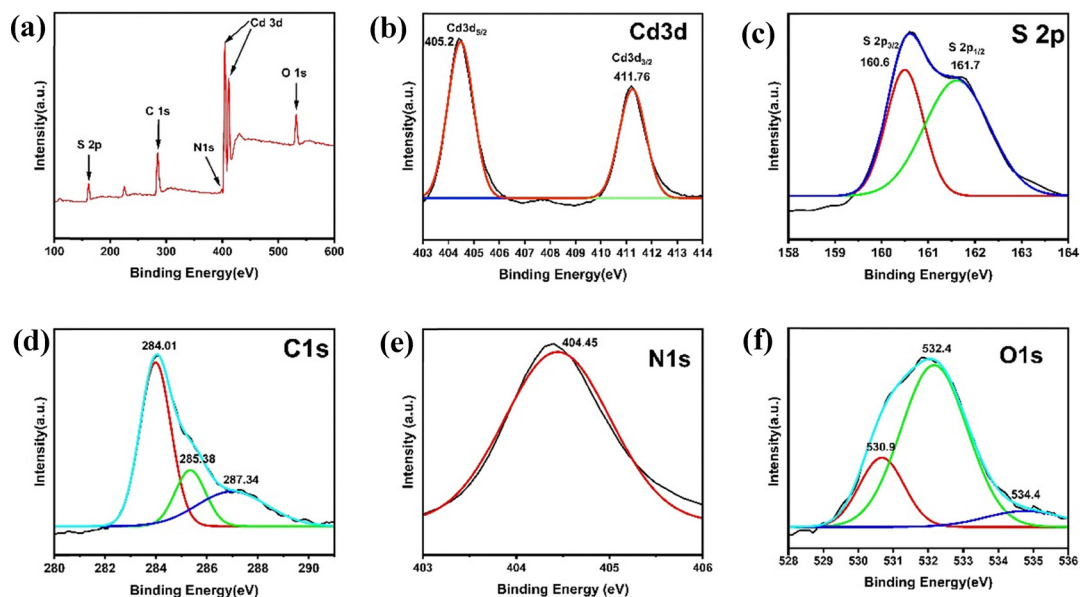 (a)
Cd 3d
O 1s
C 1s
N1s
S 2p
Intensity(a.u.)
100 200 300 400 500 600
Binding Energy(eV)
(b)
Cd3d
Cd3d5/2
405.2
Cd3d3/2
411.76
Intensity(a.u.)
403 404 405 406 407 408 409 410 411 412 413 414
Binding Energy(eV)
(c)
S 2p
S 2p3/2
160.6
S 2p1/2
161.7
Intensity(a.u.)
158 159 160 161 162 163 164
Binding Energy(eV)
(d)
C1s
284.01
285.38
287.34
Intensity(a.u.)
280 282 284 286 288 290
Binding Energy(eV)
(e)
N1s
404.45
Intensity(a.u.)
403 404 405 406
Binding Energy (eV)
(f)
O1s
532.4
530.9
534.4
Intensity(a.u.)
528 529 530 531 532 533 534 535 536
Binding Energy(eV)